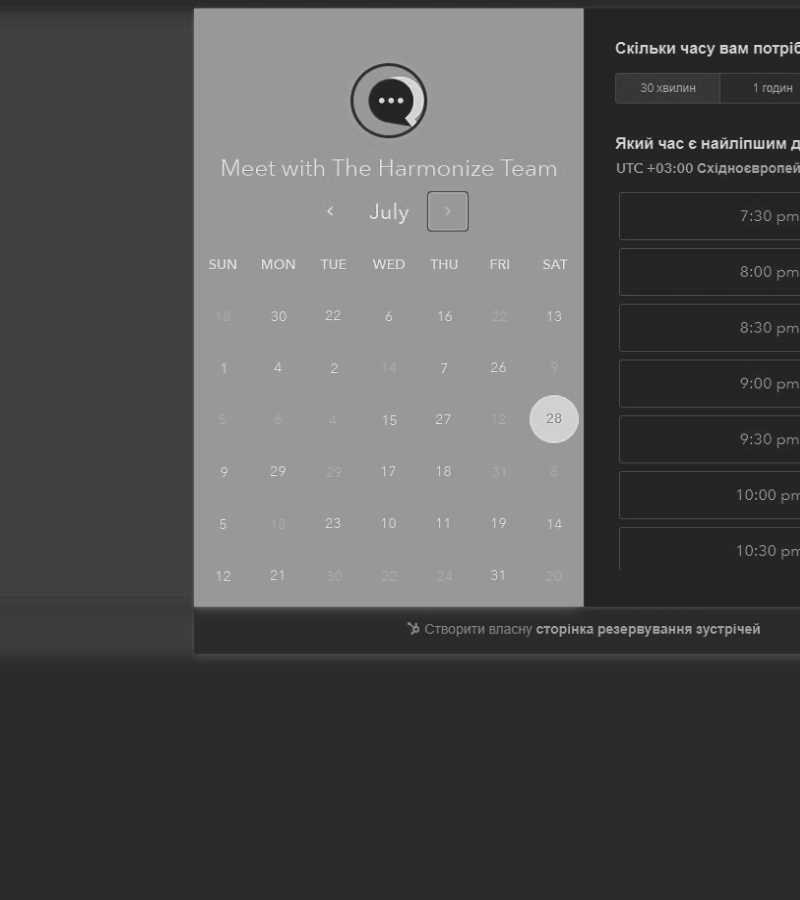 Meet with The Harmonize Team
July
SUN MON TUE WED THU FRI SAT
18 30 22 6 16 22 13
1 4 2 14 7 26 9
5 6 4 15 27 12 28
9 29 29 17 18 31 8
5 18 23 10 11 19 14
12 21 30 22 24 31 20
Скільки часу вам потріб
30 хвилин 1 годин
Який час є найліпшим д
UTC +03:00 Східноєвропей
7:30 pm
8:00 pm
8:30 pm
9:00 pm
9:30 pm
10:00 pm
10:30 pm
Створити власну сторінка резервування зустрічей